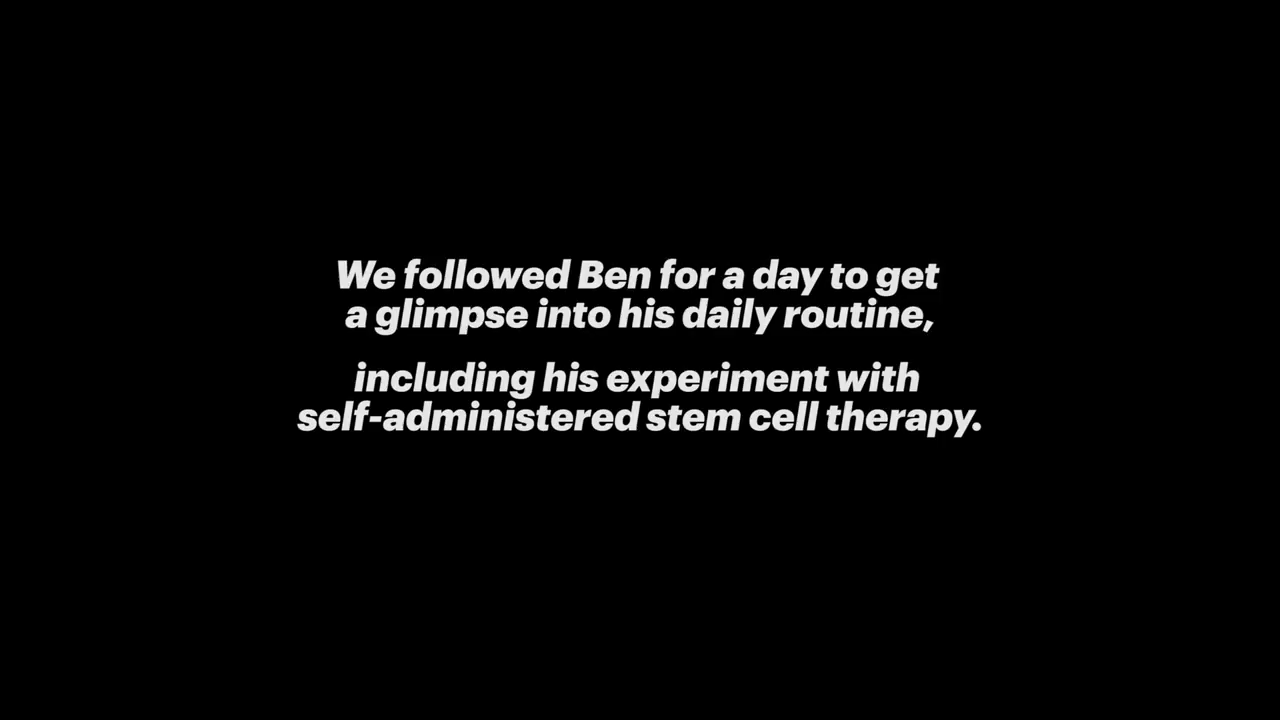 We followed Ben for a day to get
a glimpse into his daily routine,
including his experiment with
self-administered stem cell therapy.